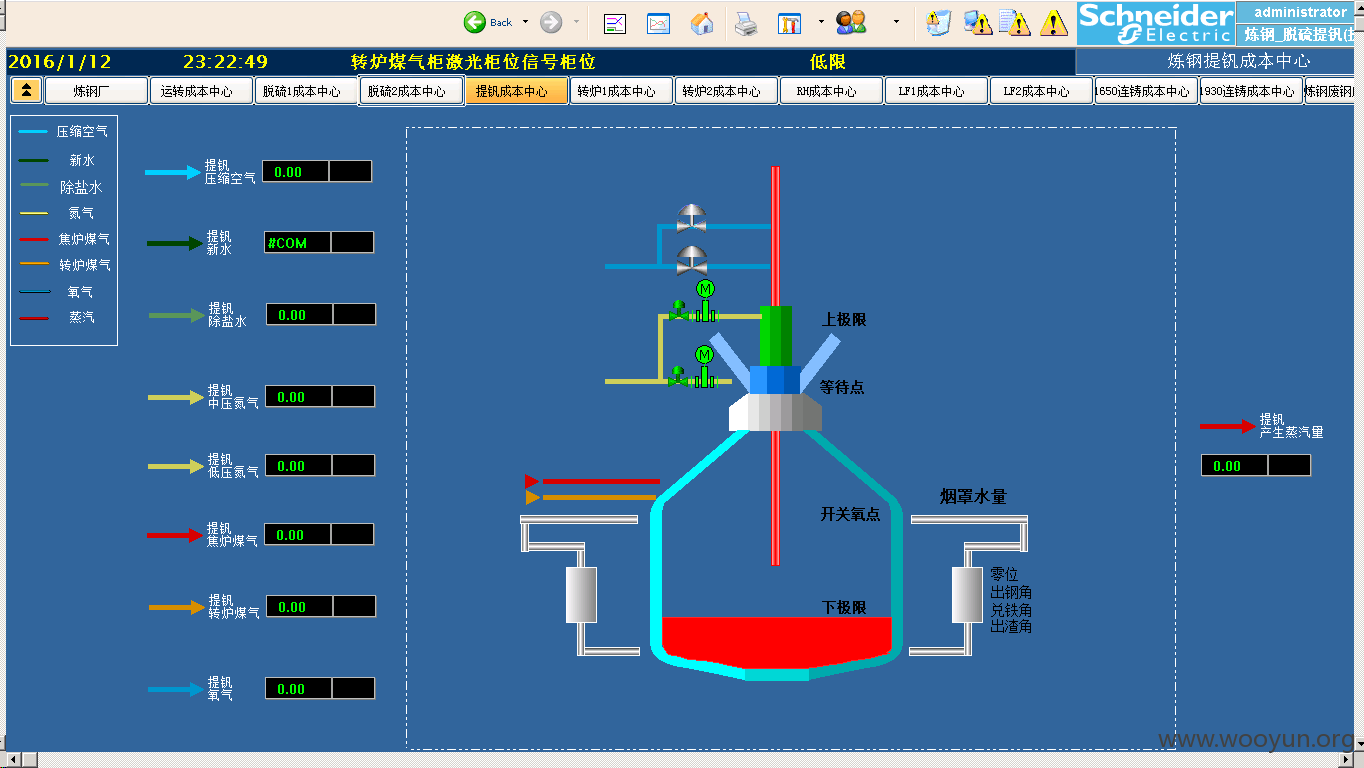 Back
Schneider
Electric
administrator
炼钢_脱硫提钒(
2016/1/12
23:22:49
转炉煤气柜激光柜位信号柜位
低限
炼钢提钒成本中心
炼钢厂
运转成本中心
脱硫1成本中心
脱硫2成本中心
提钒成本中心
转炉1成本中心
转炉2成本中心
RH成本中心
LF1成本中心
LF2成本中心
1650连铸成本中心
1930连铸成本中心
炼钢废钢
压缩空气
新水
除盐水
氮气
焦炉煤气
转炉煤气
氧气
蒸汽
提钒
压缩空气
0.00
提钒
新水
#COM
提钒
除盐水
0.00
提钒
中压氮气
0.00
提钒
低压氮气
0.00
提钒
焦炉煤气
0.00
提钒
转炉煤气
0.00
提钒
氧气
0.00
M
M
上极限
等待点
开关氧点
下极限
烟罩水量
零位
出钢角
兑铁角
出渣角
提钒
产生蒸汽量
0.00
www.wooyun.org